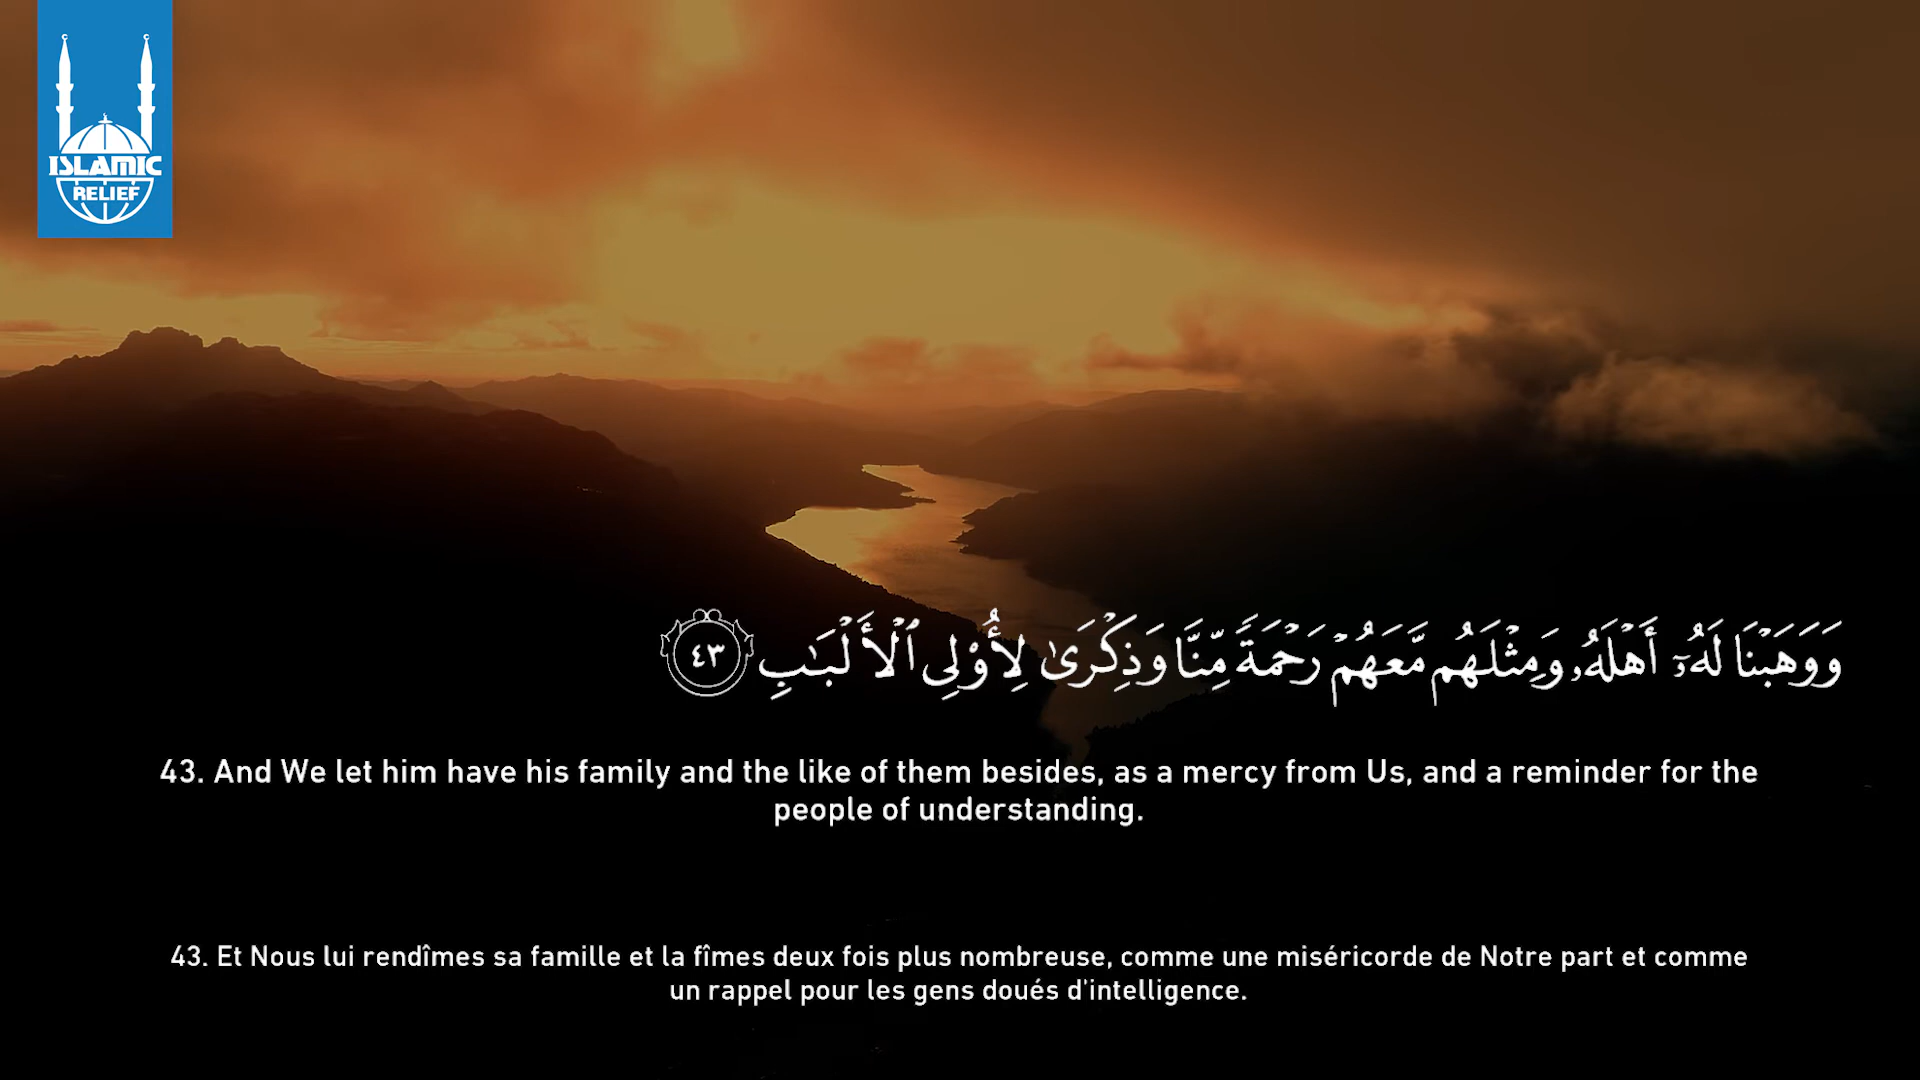 ISLAMIC
RELIEF
وَوَهَبْنَا لَهُۥٓ أَهْلَهُۥ وَمِثْلَهُم مَّعَهُمْ رَحْمَةً مِّنَّا وَذِكْرَىٰ لِأُو۟لِى ٱلْأَلْبَـٰبِ ٤٣
43. And We let him have his family and the like of them besides, as a mercy from Us, and a reminder for the
people of understanding.
43. Et Nous lui rendîmes sa famille et la fîmes deux fois plus nombreuse, comme une miséricorde de Notre part et comme
un rappel pour les gens doués d'intelligence.